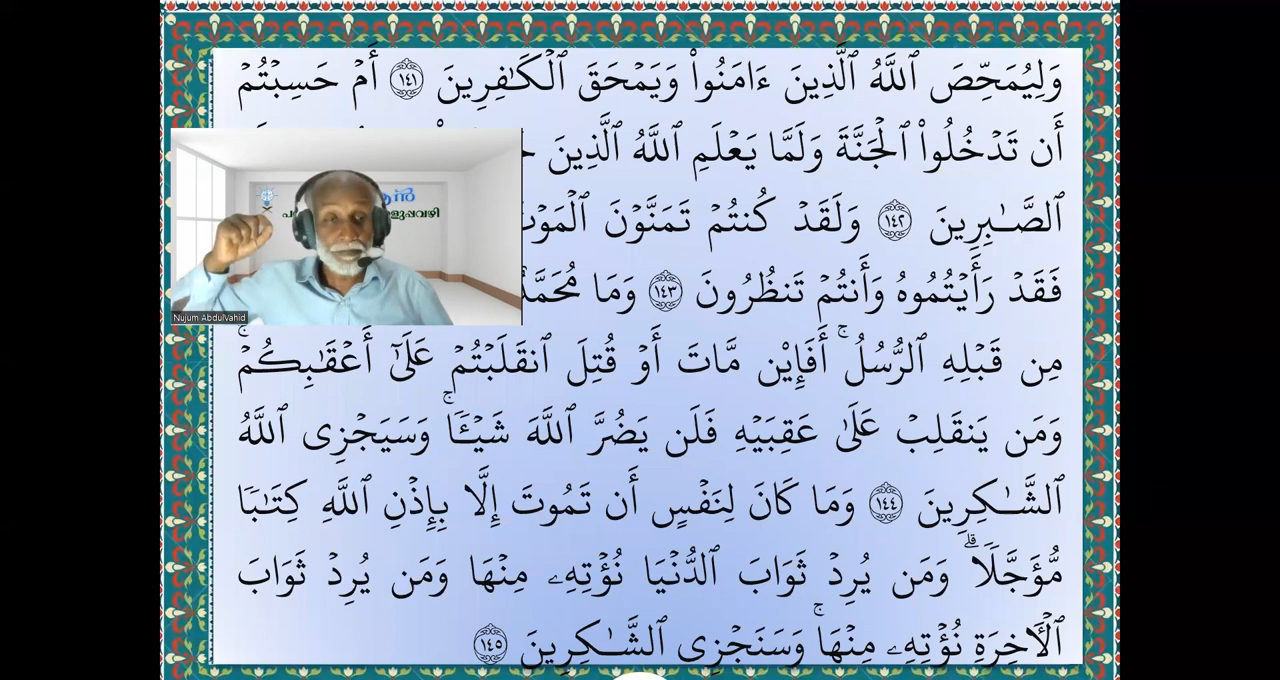 وَلِيُمَحِّصَ ٱللَّهُ ٱلَّذِينَ ءَامَنُوا۟ وَيَمْحَقَ ٱلْكَـٰفِرِينَ ١٤١ أَمْ حَسِبْتُمْ
أَن تَدْخُلُوا۟ ٱلْجَنَّةَ وَلَمَّا يَعْلَمِ ٱللَّهُ ٱلَّذِينَ
ٱلصَّـٰبِرِينَ ١٤٢ وَلَقَدْ كُنتُمْ تَمَنَّوْنَ
فَقَدْ رَأَيْتُمُوهُ وَأَنتُمْ تَنظُرُونَ ١٤٣ وَمَا
مِن قَبْلِهِ ٱلرُّسُلُ ۚ أَفَإِي۟ن مَّاتَ أَوْ قُتِلَ ٱنقَلَبْتُمْ عَلَىٰٓ أَعْقَـٰبِكُمْ ۚ
وَمَن يَنقَلِبْ عَلَىٰ عَقِبَيْهِ فَلَن يَضُرَّ ٱللَّهَ شَيْـًٔا ۚ وَسَيَجْزِى ٱللَّهُ
ٱلشَّـٰكِرِينَ ١٤٤ وَمَا كَانَ لِنَفْسٍ أَن تَمُوتَ إِلَّا بِإِذْنِ ٱللَّهِ كِتَـٰبًا
مُّؤَجَّلًا ۗ وَمَن يُرِدْ ثَوَابَ ٱلدُّنْيَا نُؤْتِهِۦ مِنْهَا وَمَن يُرِدْ ثَوَابَ
ٱلْـَٔاخِرَةِ نُؤْتِهِۦ مِنْهَا ۚ وَسَنَجْزِى ٱلشَّـٰكِرِينَ ١٤٥
Nujum AbdulVahid